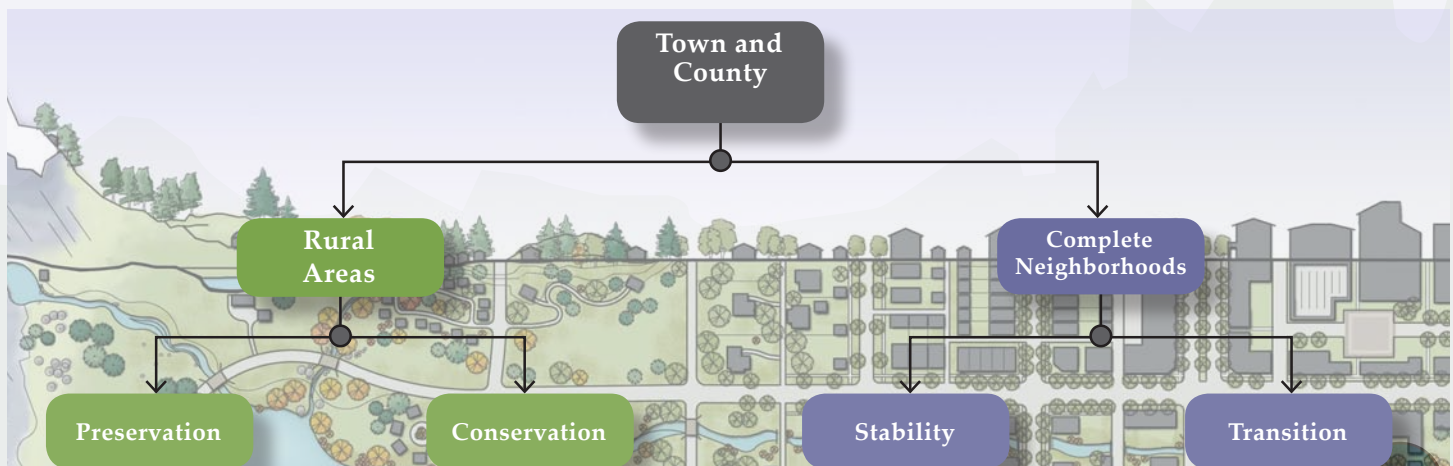 Town and
County
Rural
Areas
Complete
Neighborhoods
Preservation
Conservation
Stability
Transition